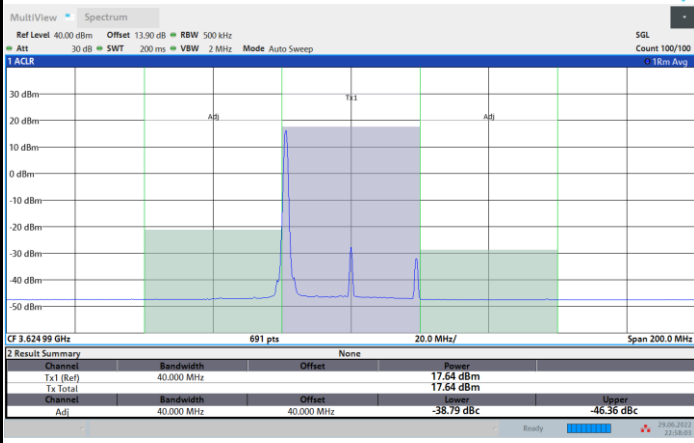 MultiView Spectrum
Ref Level 40.00 dBm Offset 13.90 dB RBW 500 kHz SGL
Att 30 dB SWT 200 ms VBW 2 MHz Mode Auto Sweep Count 100/100
1 ACLR 1Rm Avg
30 dBm
Tx1
20 dBm
Adj Adj
10 dBm
0 dBm
-10 dBm
-20 dBm
-30 dBm
-40 dBm
-50 dBm
CF 3.624 99 GHz 691 pts 20.0 MHz/ Span 200.0 MHz
2 Result Summary None
Channel Bandwidth Offset Power
Tx1 (Ref) 40.000 MHz 17.64 dBm
Tx Total 17.64 dBm
Channel Bandwidth Offset Lower Upper
Adj 40.000 MHz 40.000 MHz -38.79 dBc -46.36 dBc
Ready 29.06.2022
22:58:03